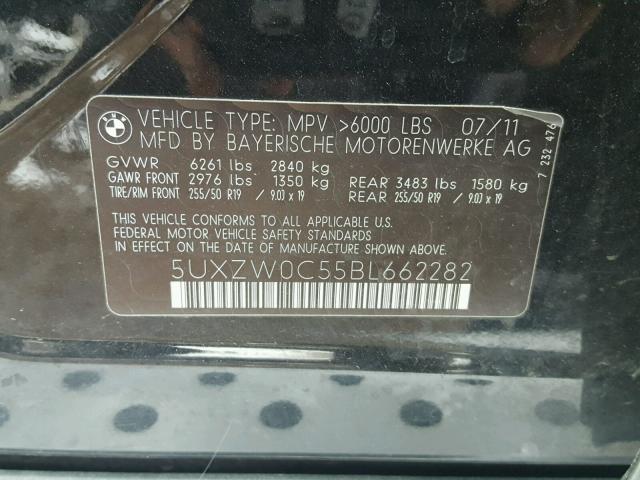 BMW
VEHICLE TYPE: MPV >6000 LBS 07/11
MFD BY BAYERISCHE MOTORENWERKE AG
GVWR 6261 lbs 2840 kg
GAWR FRONT 2976 lbs 1350 kg REAR 3483 lbs 1580 kg
TIRE/RIM FRONT 255/50 R19 / 9.0J x 19 REAR 255/50 R19 / 9.0J x 19
THIS VEHICLE CONFORMS TO ALL APPLICABLE U.S.
FEDERAL MOTOR VEHICLE SAFETY STANDARDS
IN EFFECT ON THE DATE OF MANUFACTURE SHOWN ABOVE.
5UXZW0C55BL662282
7 232 476